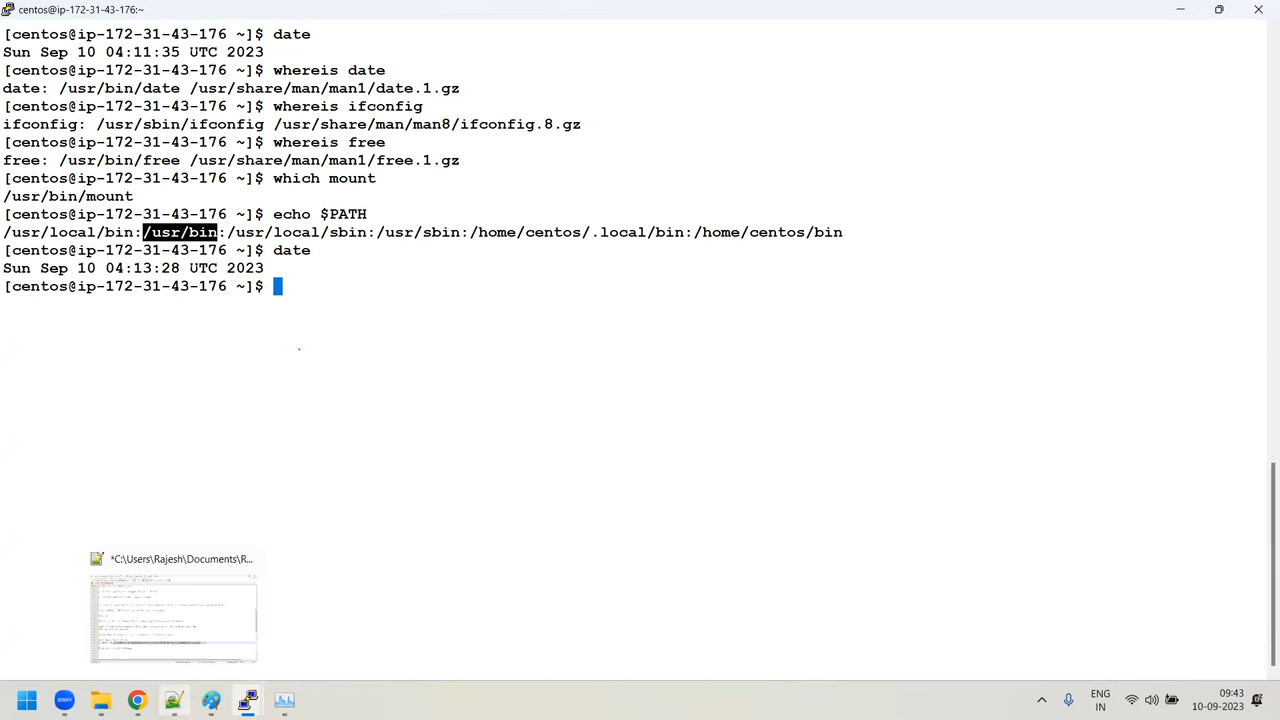 centos@ip-172-31-43-176:~
[centos@ip-172-31-43-176 ~]$ date
Sun Sep 10 04:11:35 UTC 2023
[centos@ip-172-31-43-176 ~]$ whereis date
date: /usr/bin/date /usr/share/man/man1/date.1.gz
[centos@ip-172-31-43-176 ~]$ whereis ifconfig
ifconfig: /usr/sbin/ifconfig /usr/share/man/man8/ifconfig.8.gz
[centos@ip-172-31-43-176 ~]$ whereis free
free: /usr/bin/free /usr/share/man/man1/free.1.gz
[centos@ip-172-31-43-176 ~]$ which mount
/usr/bin/mount
[centos@ip-172-31-43-176 ~]$ echo $PATH
/usr/local/bin:/usr/bin:/usr/local/sbin:/usr/sbin:/home/centos/.local/bin:/home/centos/bin
[centos@ip-172-31-43-176 ~]$ date
Sun Sep 10 04:13:28 UTC 2023
[centos@ip-172-31-43-176 ~]$
*C:\Users\Rajesh\Documents\R...
zoom
ENG
IN
09:43
10-09-2023